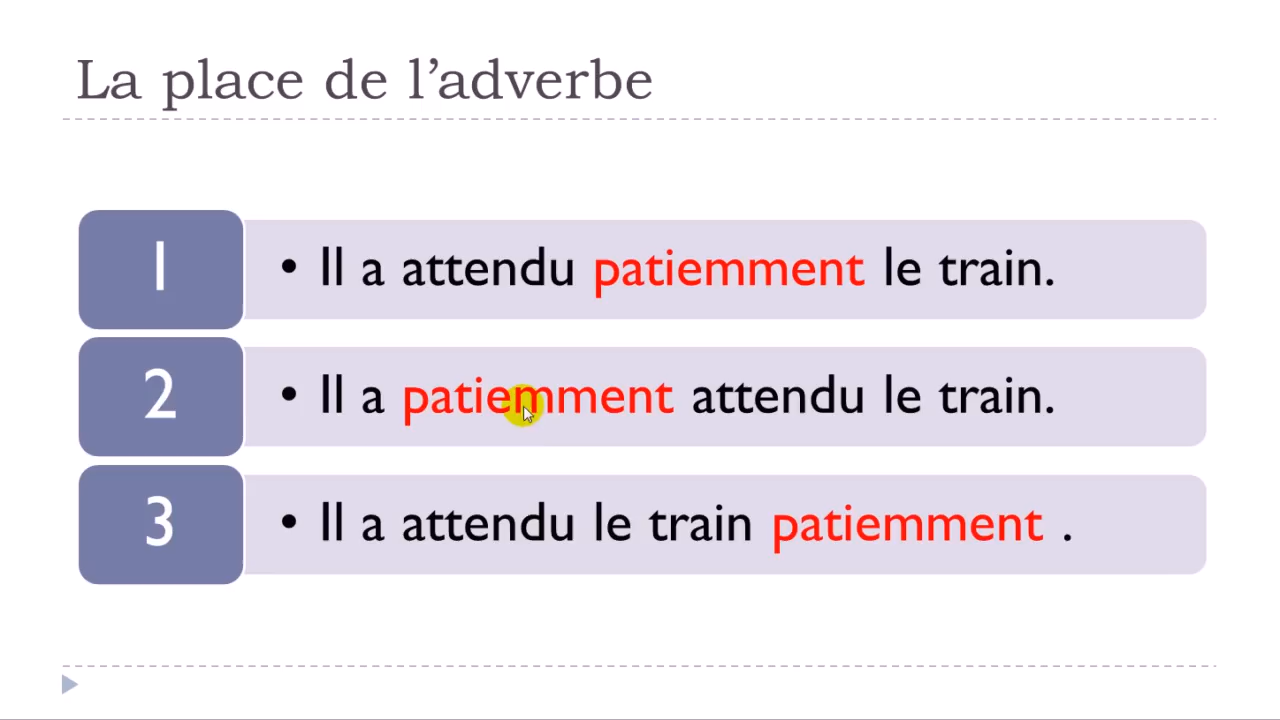 La place de l’adverbe
1
• Il a attendu patiemment le train.
2
• Il a patiemment attendu le train.
3
• Il a attendu le train patiemment .